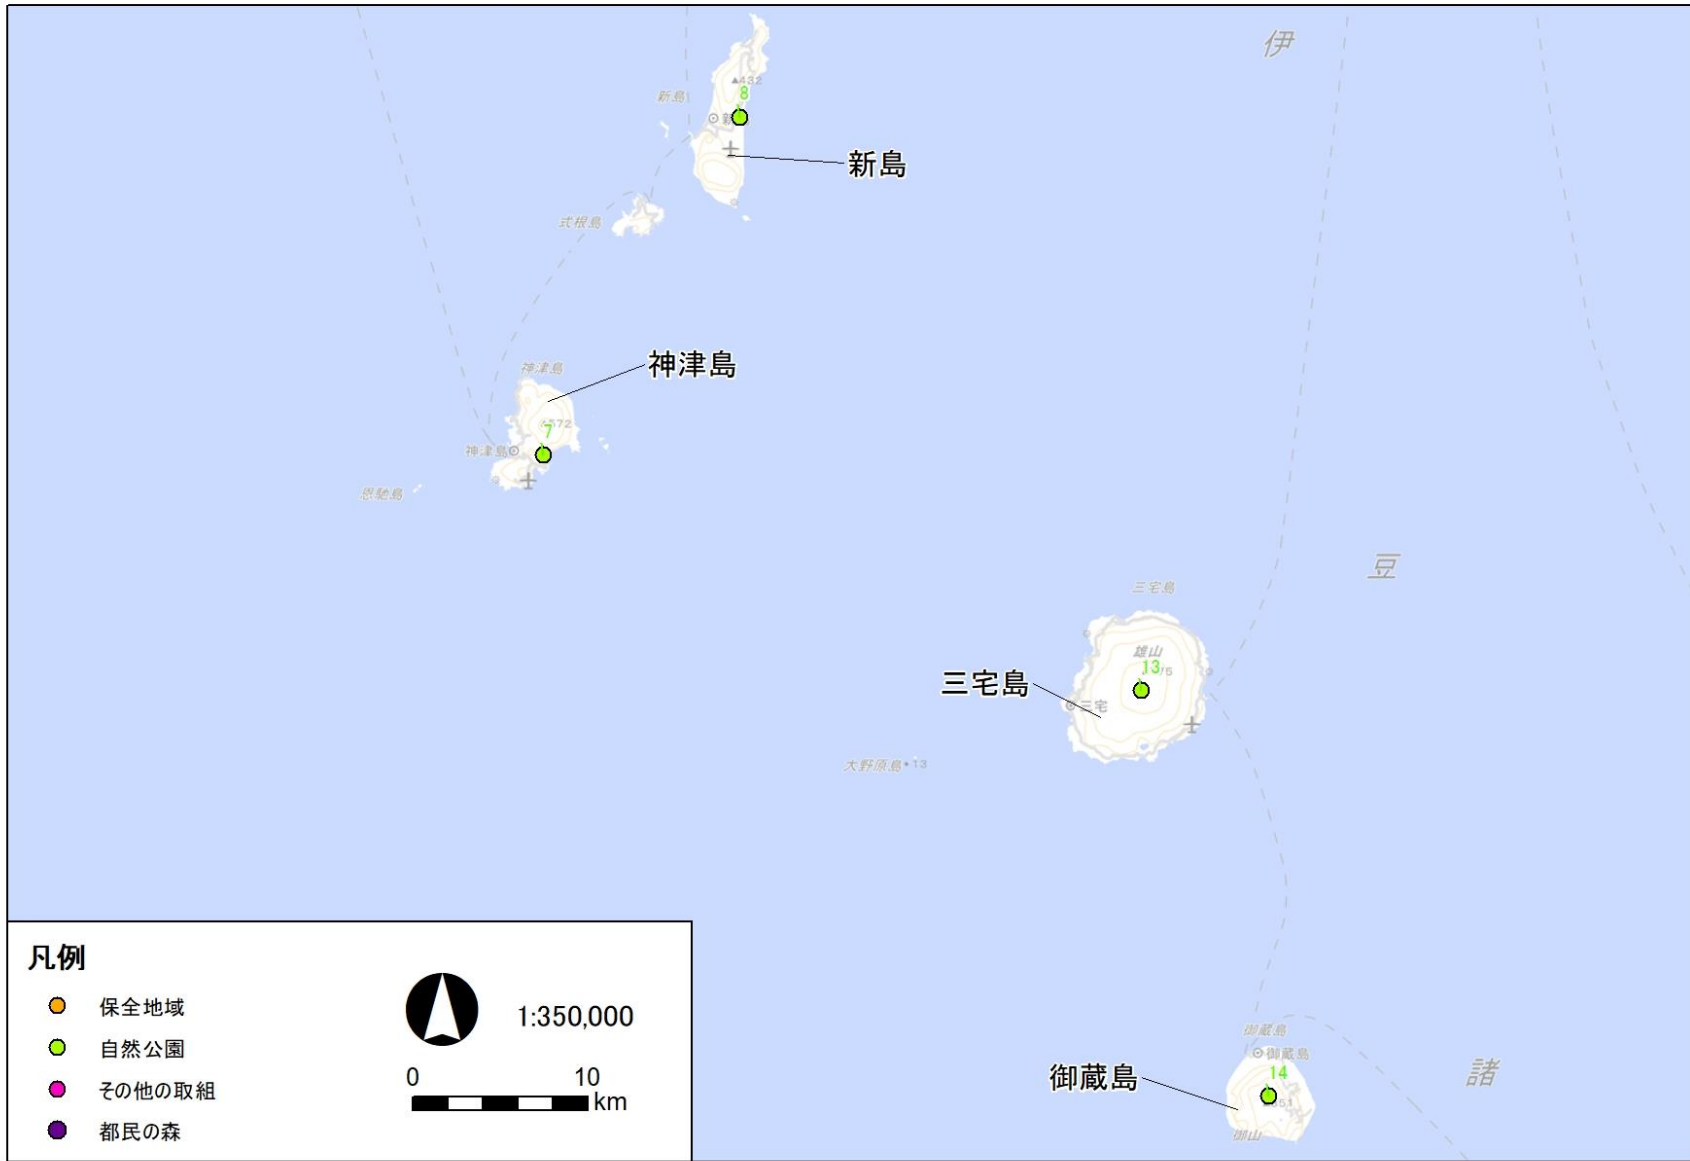 伊
▲432
8
新島
新島
式根島
神津島
神津島
7
神津島
恩馳島
豆
三宅島
雄山
13
三宅島
三宅
大野原島•13
御蔵島
御蔵島
14
御蔵島
御山
諸
凡例
保全地域
自然公園
その他の取組
都民の森
1:350,000
0 10
km